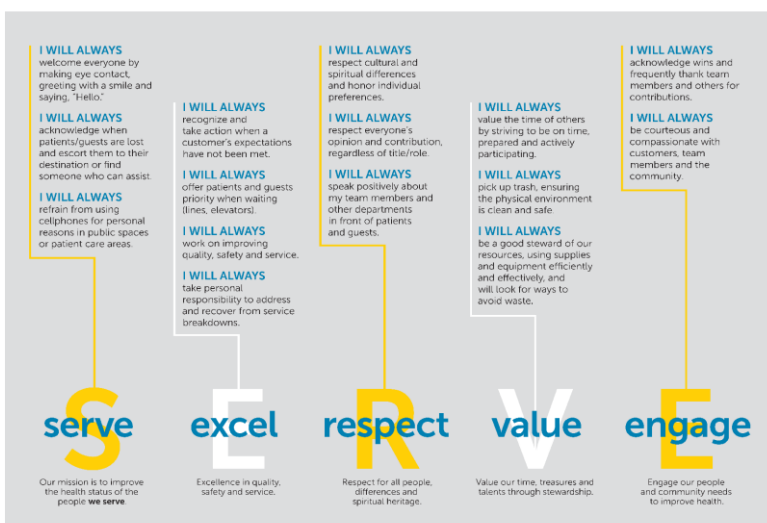 I WILL ALWAYS
welcome everyone by
making eye contact,
greeting with a smile and
saying, "Hello."
I WILL ALWAYS
acknowledge when
patients/guests are lost
and escort them to their
destination or find
someone who can assist.
I WILL ALWAYS
refrain from using
cellphones for personal
reasons in public spaces
or patient care areas.
I WILL ALWAYS
recognize and
take action when a
customer's expectations
have not been met.
I WILL ALWAYS
offer patients and guests
priority when waiting
(lines, elevators).
I WILL ALWAYS
work on improving
quality, safety and service.
I WILL ALWAYS
take personal
responsibility to address
and recover from service
breakdowns.
I WILL ALWAYS
respect cultural and
spiritual differences
and honor individual
preferences.
I WILL ALWAYS
respect everyone's
opinion and contribution,
regardless of title/role.
I WILL ALWAYS
speak positively about
my team members and
other departments
in front of patients
and guests.
I WILL ALWAYS
value the time of others
by striving to be on time,
prepared and actively
participating.
I WILL ALWAYS
pick up trash, ensuring
the physical environment
is clean and safe.
I WILL ALWAYS
be a good steward of our
resources, using supplies
and equipment efficiently
and effectively, and
will look for ways to
avoid waste.
I WILL ALWAYS
acknowledge wins and
frequently thank team
members and others for
contributions.
I WILL ALWAYS
be courteous and
compassionate with
customers, team
members and the
community.
S E R V E
serve excel respect value engage
Our mission is to improve
the health status of the
people we serve.
Excellence in quality,
safety and service.
Respect for all people,
differences and
spiritual heritage.
Value our time, treasures and
talents through stewardship.
Engage our people
and community needs
to improve health.